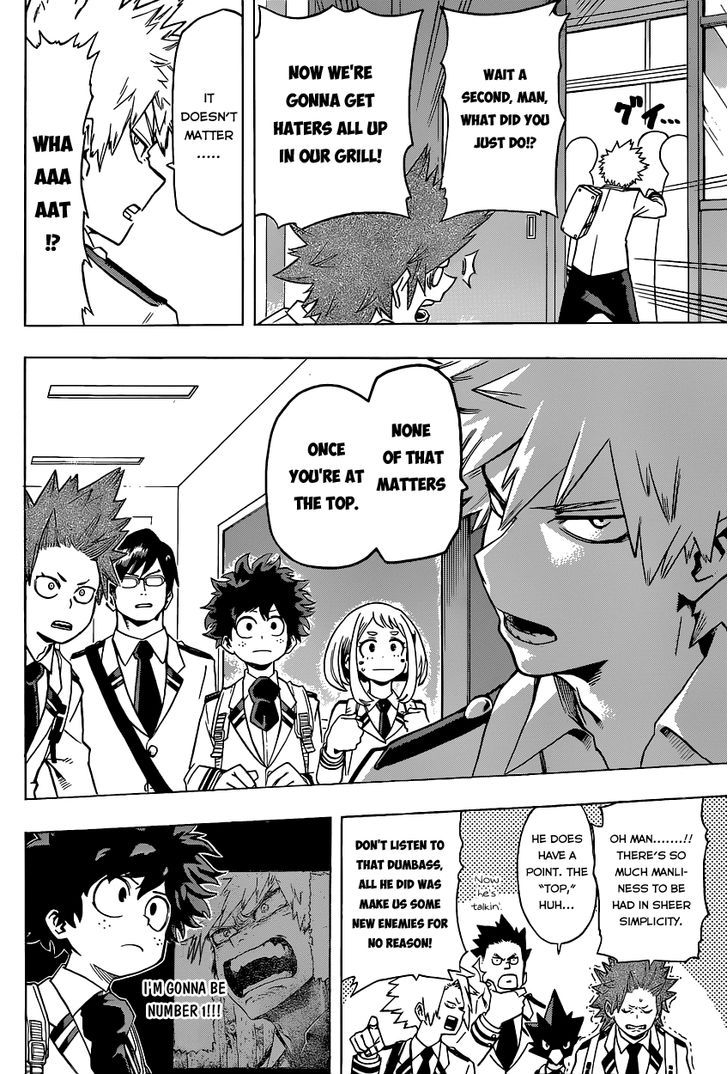 WAIT A
SECOND, MAN,
WHAT DID YOU
JUST DO!?
グイ...
NOW WE'RE
GONNA GET
HATERS ALL UP
IN OUR GRILL!
IT
DOESN'T
MATTER
.....
WHA
AAA
AAT
!?
NONE
OF THAT
MATTERS
ONCE
YOU'RE AT
THE TOP.
OH MAN.......!!
THERE'S SO
MUCH MANLI-
NESS TO BE
HAD IN SHEER
SIMPLICITY.
HE DOES
HAVE A
POINT. THE
"TOP,"
HUH...
Now
he's
talkin'.
DON'T LISTEN TO
THAT DUMBASS,
ALL HE DID WAS
MAKE US SOME
NEW ENEMIES FOR
NO REASON!
I'M GONNA BE
NUMBER 1!!!